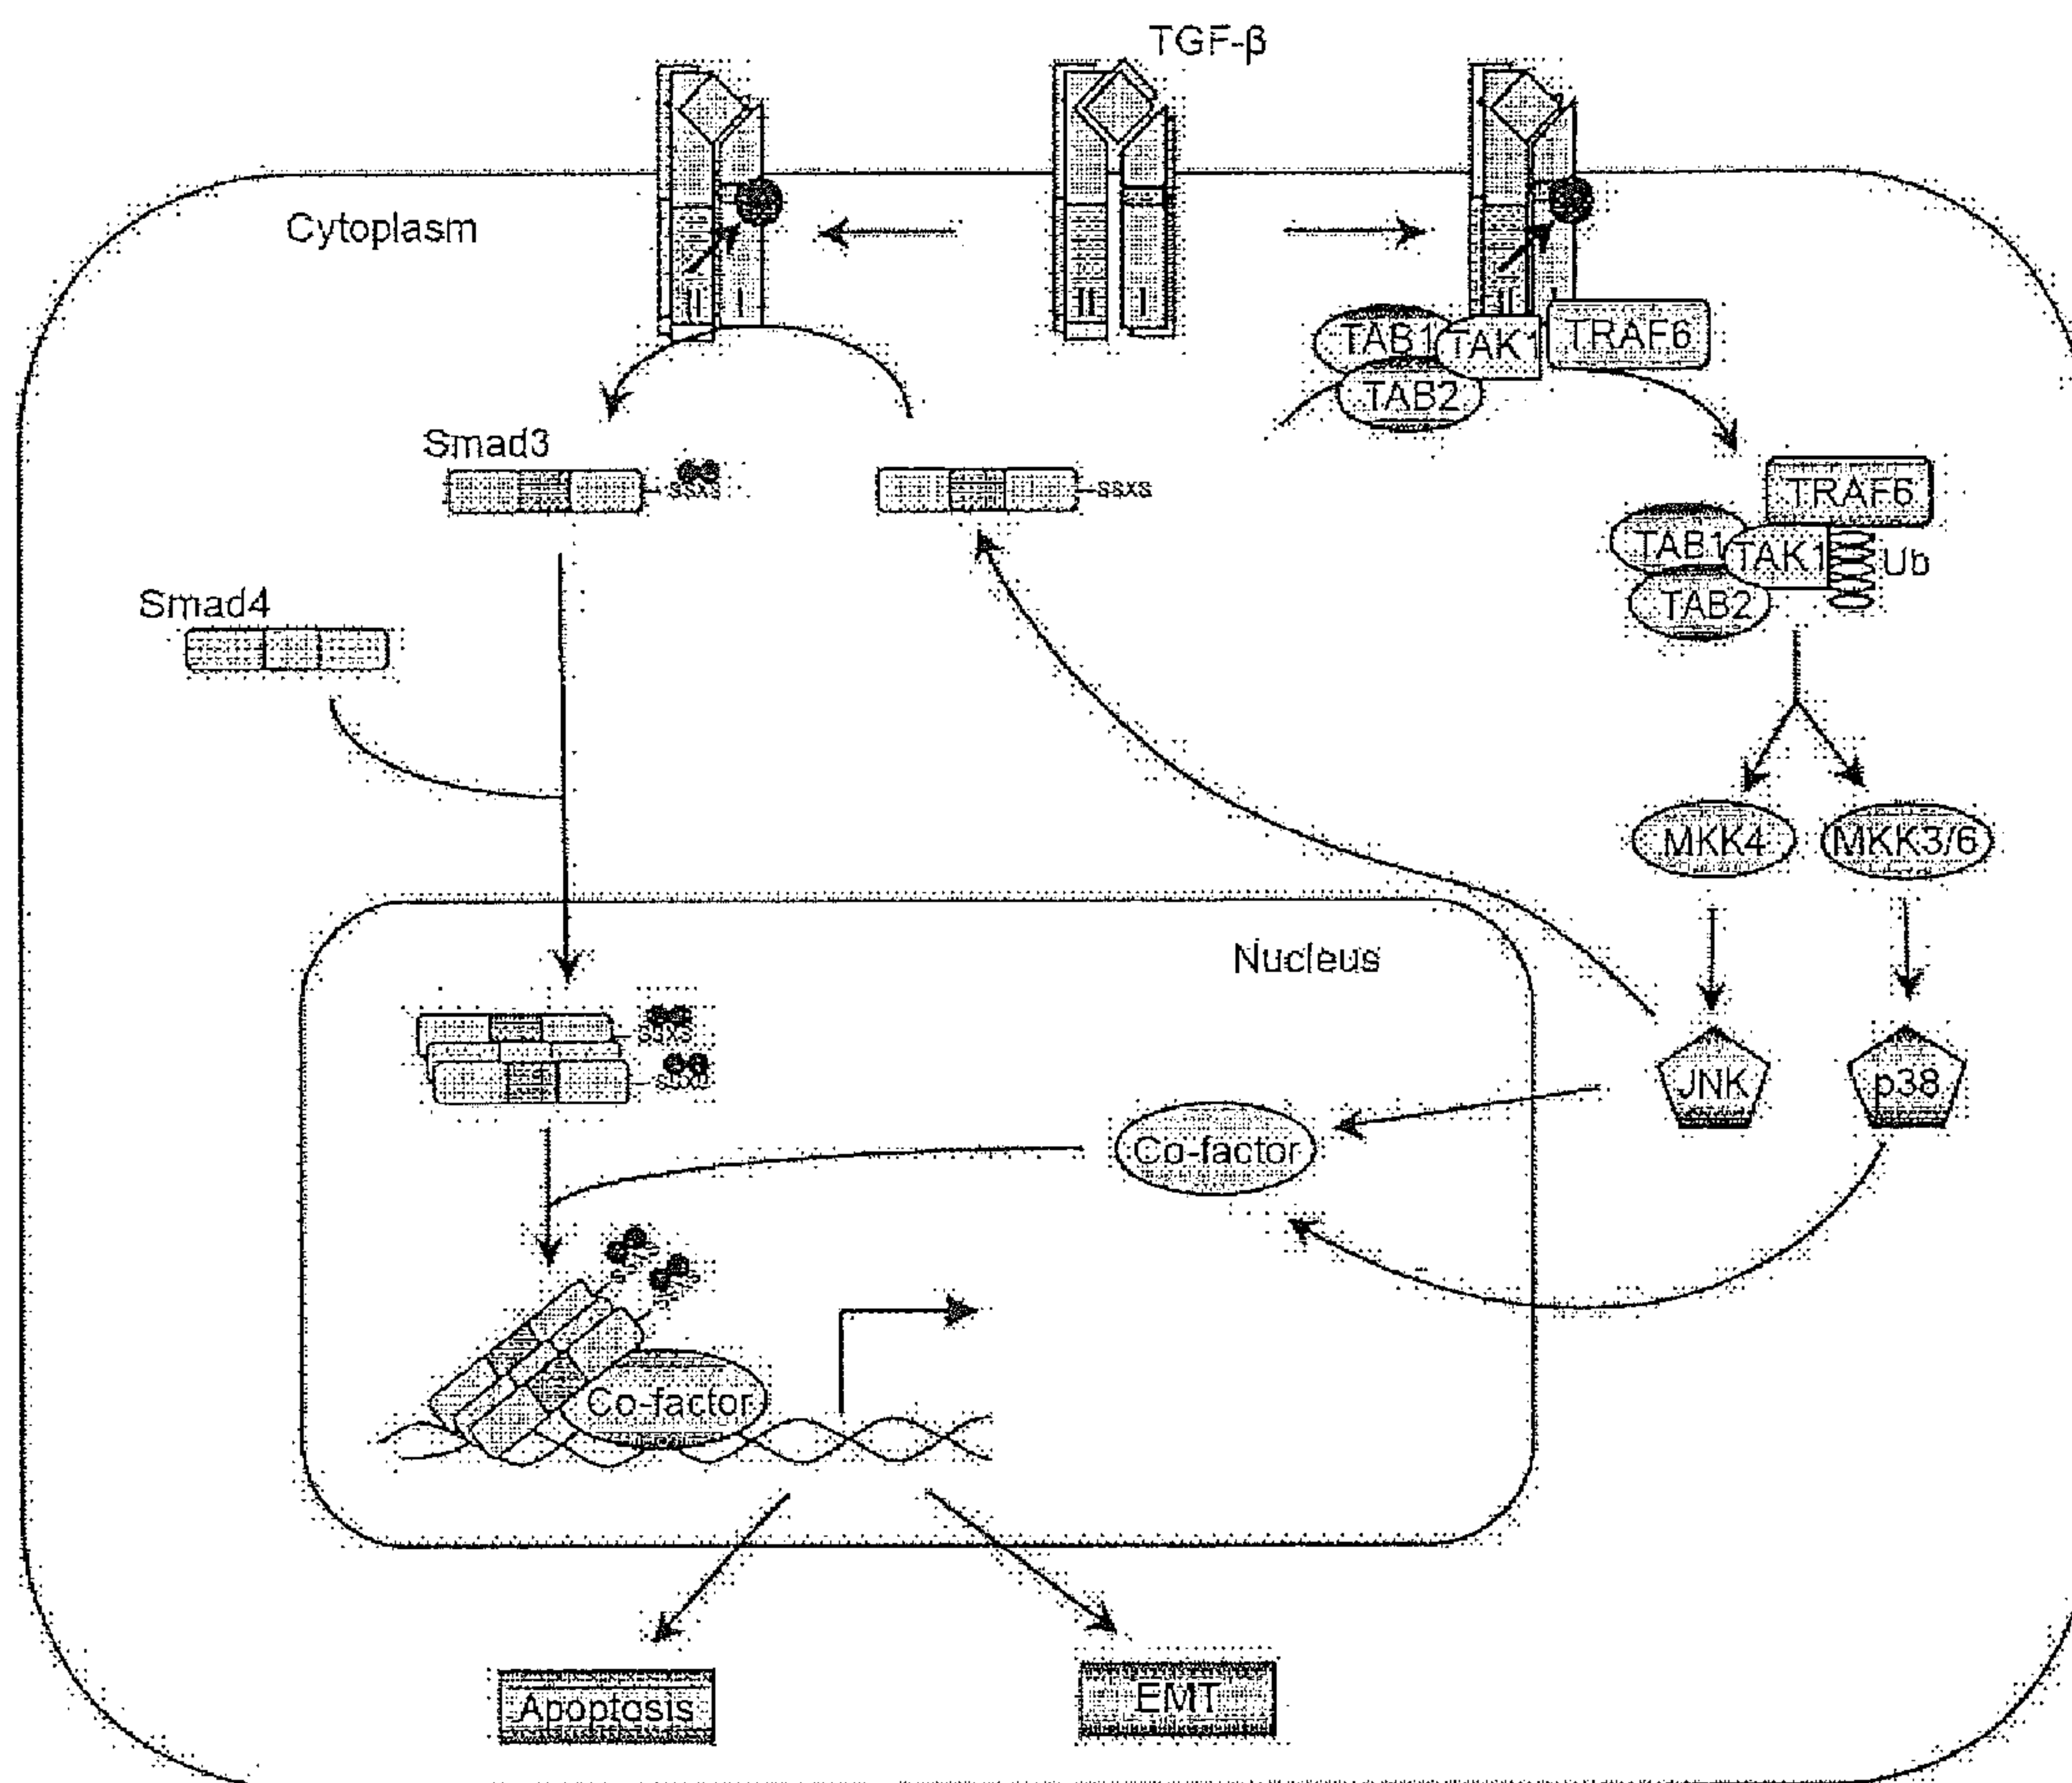 TGF-β
Cytoplasm
II
I
II
I
II
TAB1
TAK1
TRAF6
TAB2
Smad3
SSXS
SSXS
TRAF6
TAB1
TAK1
Ub
TAB2
Smad4
MKK4
MKK3/6
Nucleus
SSXS
JNK
p38
Co-factor
Co-factor
Apoptosis
EMT